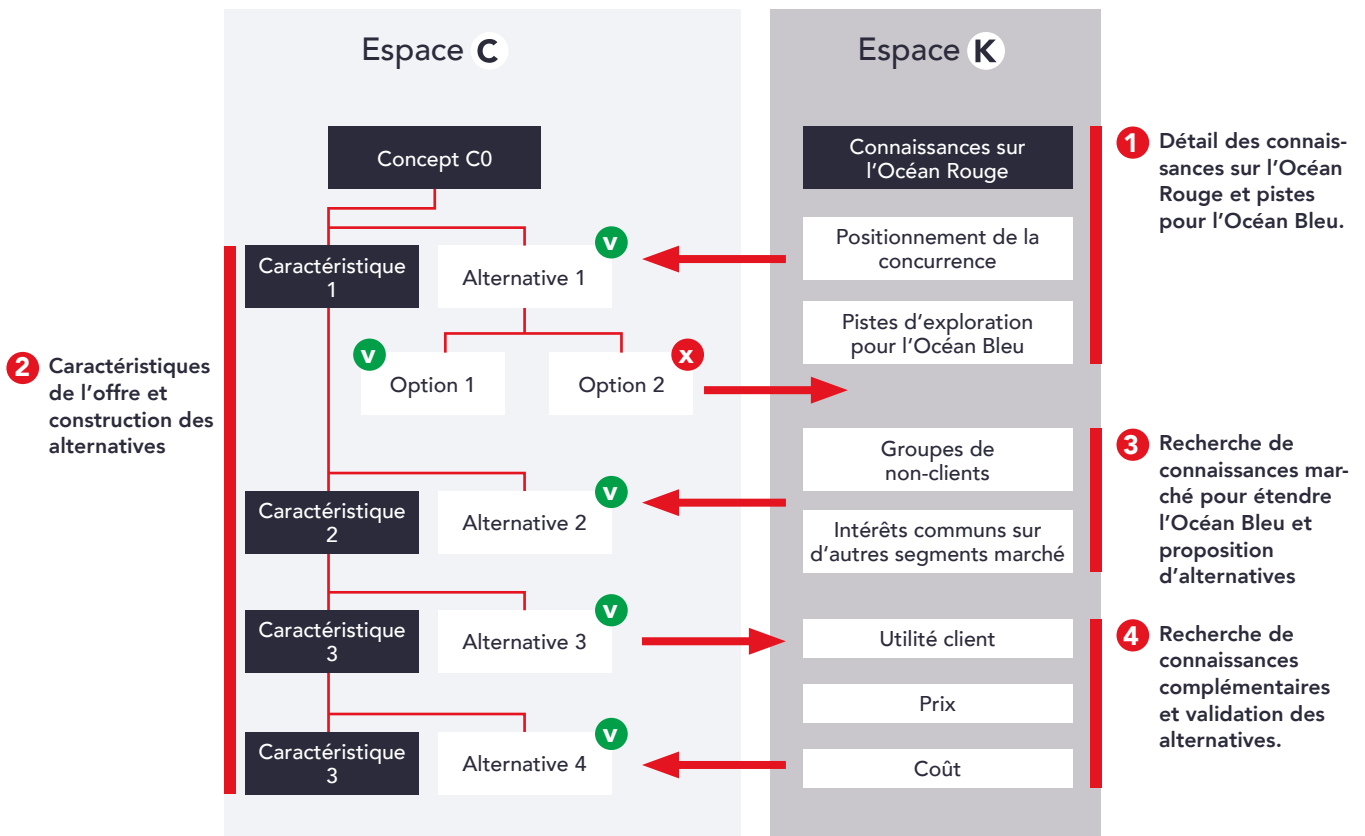 Espace C
Espace K
Concept C0
Caractéristique
1
Alternative 1
v
Option 1
v
Option 2
x
Caractéristique
2
Alternative 2
v
Caractéristique
3
Alternative 3
v
Caractéristique
3
Alternative 4
v
Connaissances sur
l'Océan Rouge
Positionnement de la
concurrence
Pistes d'exploration
pour l'Océan Bleu
Groupes de
non-clients
Intérêts communs sur
d'autres segments marché
Utilité client
Prix
Coût
1 Détail des connais-
sances sur l'Océan
Rouge et pistes
pour l'Océan Bleu.
2 Caractéristiques
de l'offre et
construction des
alternatives
3 Recherche de
connaissances mar-
ché pour étendre
l'Océan Bleu et
proposition
d'alternatives
4 Recherche de
connaissances
complémentaires
et validation des
alternatives.